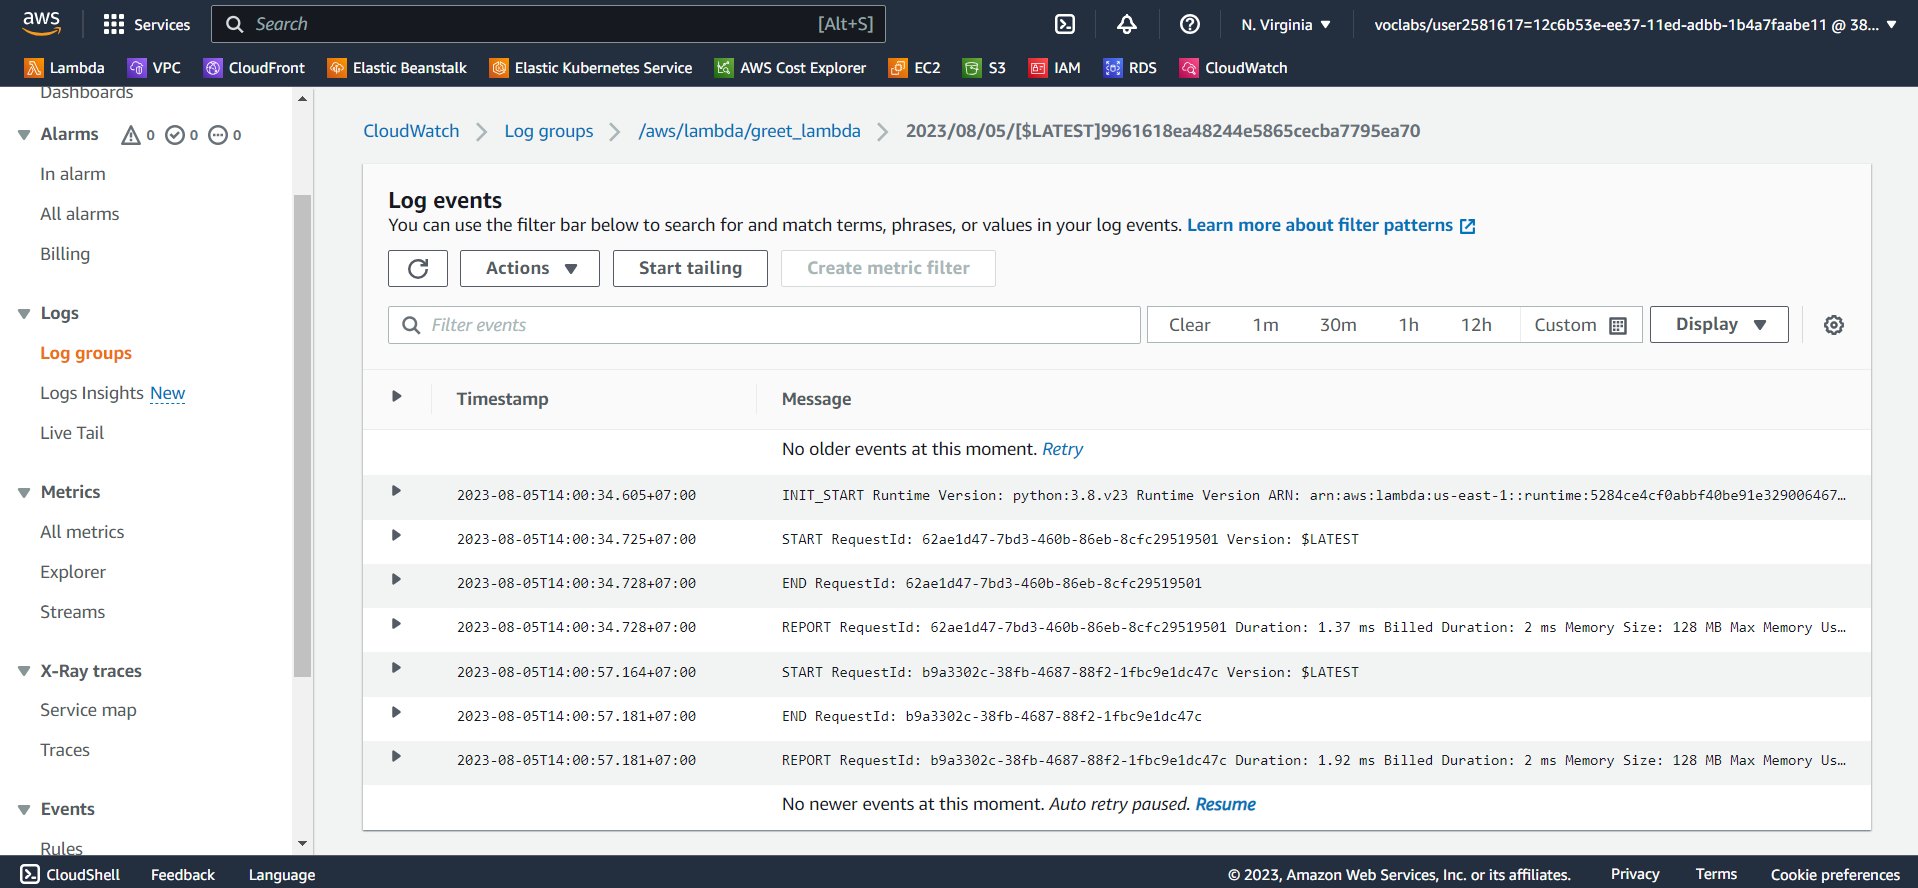 aws Services Search [Alt+S] N. Virginia voclabs/user2581617=12c6b53e-ee37-11ed-adbb-1b4a7faabe11 @ 38...
Lambda VPC CloudFront Elastic Beanstalk Elastic Kubernetes Service AWS Cost Explorer EC2 S3 IAM RDS CloudWatch
Dashboards
Alarms 0 0 0
In alarm
All alarms
Billing
Logs
Log groups
Logs Insights New
Live Tail
Metrics
All metrics
Explorer
Streams
X-Ray traces
Service map
Traces
Events
Rules
CloudWatch Log groups /aws/lambda/greet_lambda 2023/08/05/[$LATEST]9961618ea48244e5865cecba7795ea70
Log events
You can use the filter bar below to search for and match terms, phrases, or values in your log events. Learn more about filter patterns
Actions Start tailing Create metric filter
Filter events Clear 1m 30m 1h 12h Custom Display
Timestamp Message
No older events at this moment. Retry
2023-08-05T14:00:34.605+07:00 INIT_START Runtime Version: python:3.8.v23 Runtime Version ARN: arn:aws:lambda:us-east-1::runtime:5284ce4cf0abbf40be91e329006467…
2023-08-05T14:00:34.725+07:00 START RequestId: 62ae1d47-7bd3-460b-86eb-8cfc29519501 Version: $LATEST
2023-08-05T14:00:34.728+07:00 END RequestId: 62ae1d47-7bd3-460b-86eb-8cfc29519501
2023-08-05T14:00:34.728+07:00 REPORT RequestId: 62ae1d47-7bd3-460b-86eb-8cfc29519501 Duration: 1.37 ms Billed Duration: 2 ms Memory Size: 128 MB Max Memory Us…
2023-08-05T14:00:57.164+07:00 START RequestId: b9a3302c-38fb-4687-88f2-1fbc9e1dc47c Version: $LATEST
2023-08-05T14:00:57.181+07:00 END RequestId: b9a3302c-38fb-4687-88f2-1fbc9e1dc47c
2023-08-05T14:00:57.181+07:00 REPORT RequestId: b9a3302c-38fb-4687-88f2-1fbc9e1dc47c Duration: 1.92 ms Billed Duration: 2 ms Memory Size: 128 MB Max Memory Us…
No newer events at this moment. Auto retry paused. Resume
CloudShell Feedback Language © 2023, Amazon Web Services, Inc. or its affiliates. Privacy Terms Cookie preferences